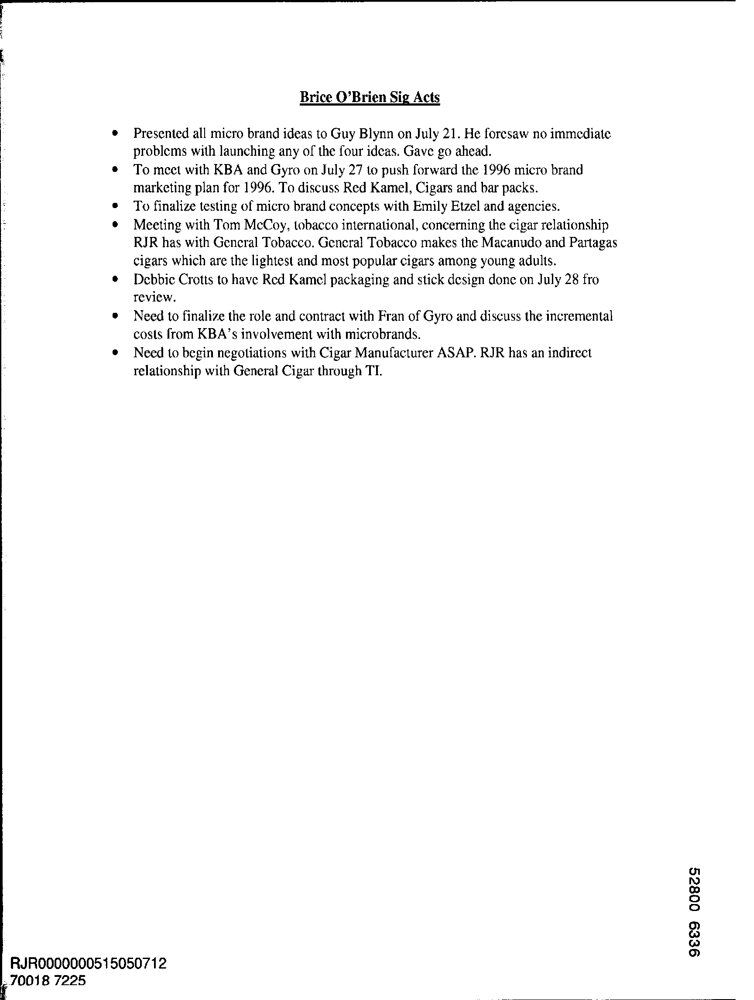 Brice O'Brien Sig Acts
• Presented all micro brand ideas to Guy Blynn on July 21. He foresaw no immediate
problems with launching any of the four ideas. Gave go ahead.
• To meet with KBA and Gyro on July 27 to push forward the 1996 micro brand
marketing plan for 1996. To discuss Red Kamel, Cigars and bar packs.
• To finalize testing of micro brand concepts with Emily Etzel and agencies.
• Meeting with Tom McCoy, tobacco international, concerning the cigar relationship
RJR has with General Tobacco. General Tobacco makes the Macanudo and Partagas
cigars which are the lightest and most popular cigars among young adults.
• Debbie Crotts to have Red Kamel packaging and stick design done on July 28 fro
review.
• Need to finalize the role and contract with Fran of Gyro and discuss the incremental
costs from KBA's involvement with microbrands.
• Need to begin negotiations with Cigar Manufacturer ASAP. RJR has an indirect
relationship with General Cigar through TI.
52800 6336
RJR0000000515050712
70018 7225